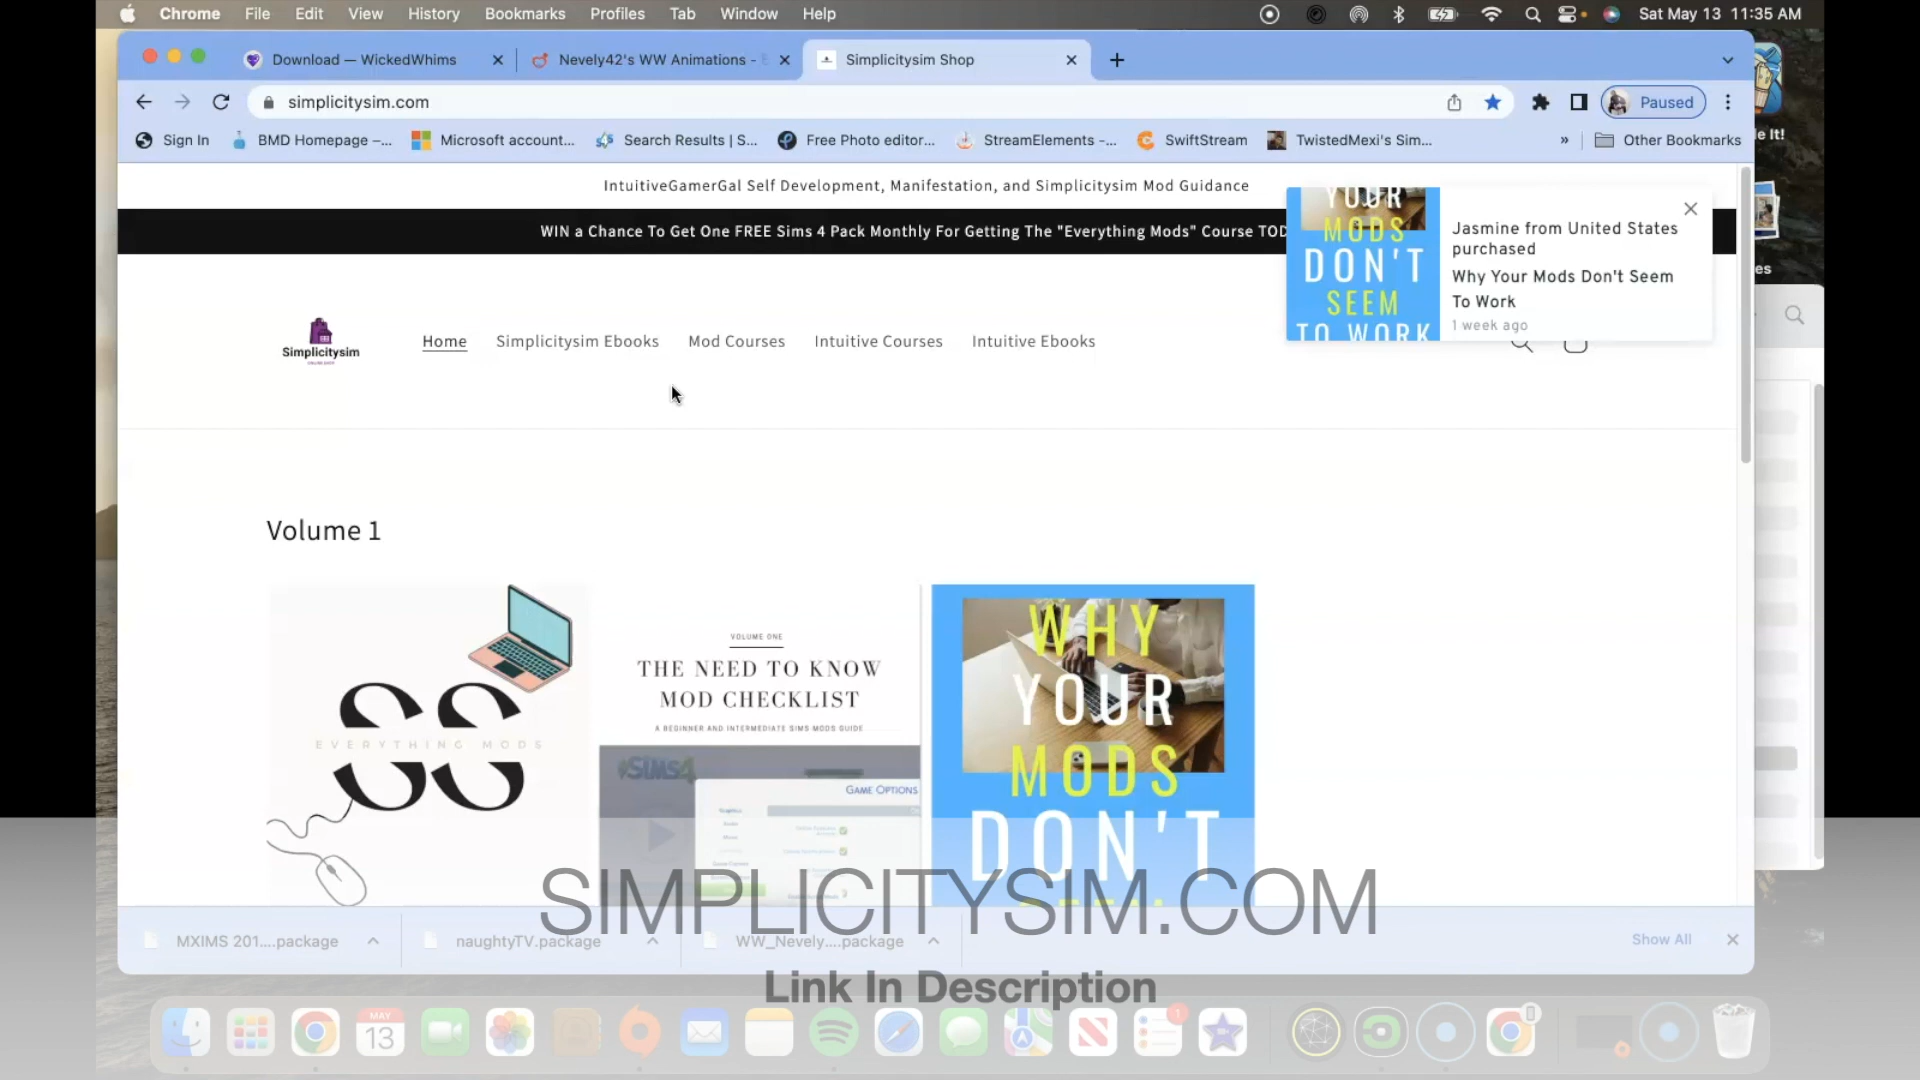 Chrome File Edit View History Bookmarks Profiles Tab Window Help Sat May 13 11:35 AM
Download — WickedWhims Nevely42's WW Animations - Simplicitysim Shop
simplicitysim.com Paused
Sign In BMD Homepage –... Microsoft account... Search Results | S... Free Photo editor... StreamElements -... SwiftStream TwistedMexi's Sim... » Other Bookmarks
IntuitiveGamerGal Self Development, Manifestation, and Simplicitysim Mod Guidance
WIN a Chance To Get One FREE Sims 4 Pack Monthly For Getting The "Everything Mods" Course TOD
YOUR
MODS
DON'T
SEEM
TO WORK
Jasmine from United States
purchased
Why Your Mods Don't Seem
To Work
1 week ago
Simplicitysim
Home Simplicitysim Ebooks Mod Courses Intuitive Courses Intuitive Ebooks
Volume 1
EVERYTHING MODS
VOLUME ONE
THE NEED TO KNOW
MOD CHECKLIST
A BEGINNER AND INTERMEDIATE SIMS MODS GUIDE
SIMS4
GAME OPTIONS
WHY
YOUR
MODS
DON'T
SIMPLICITYSIM.COM
MXIMS 201....package naughtyTV.package WW_Nevely....package Show All
Link In Description
MAY
13
1